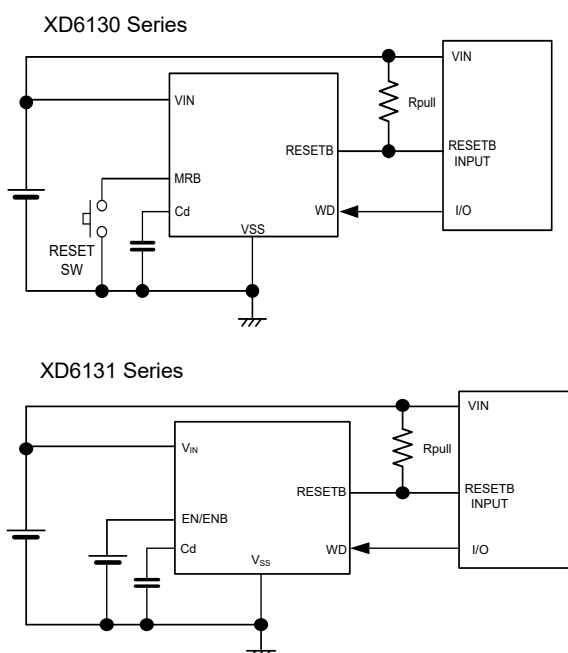 XD6130 Series
VIN
VIN
Rpull
RESETB
RESETB
INPUT
MRB
Cd
WD
I/O
VSS
RESET
SW
XD6131 Series
VIN
VIN
Rpull
RESETB
RESETB
INPUT
EN/ENB
Cd
WD
I/O
VSS